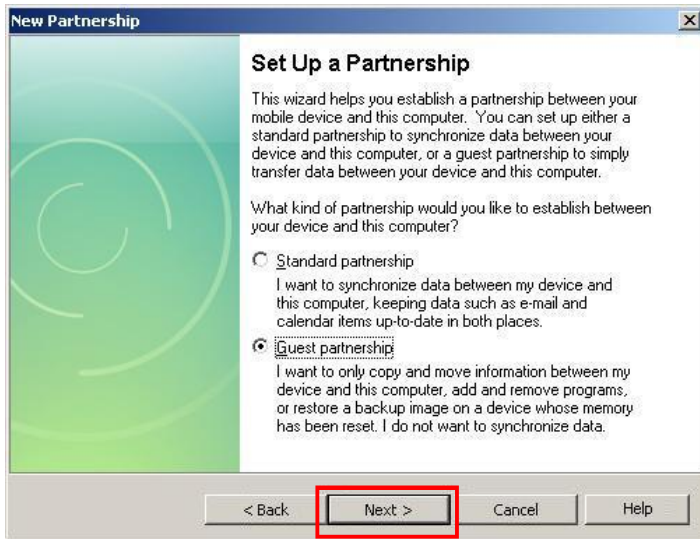 New Partnership
Set Up a Partnership
This wizard helps you establish a partnership between your
mobile device and this computer. You can set up either a
standard partnership to synchronize data between your
device and this computer, or a guest partnership to simply
transfer data between your device and this computer.
What kind of partnership would you like to establish between
your device and this computer?
Standard partnership
I want to synchronize data between my device and
this computer, keeping data such as e-mail and
calendar items up-to-date in both places.
Guest partnership
I want to only copy and move information between my
device and this computer, add and remove programs,
or restore a backup image on a device whose memory
has been reset. I do not want to synchronize data.
< Back Next > Cancel Help